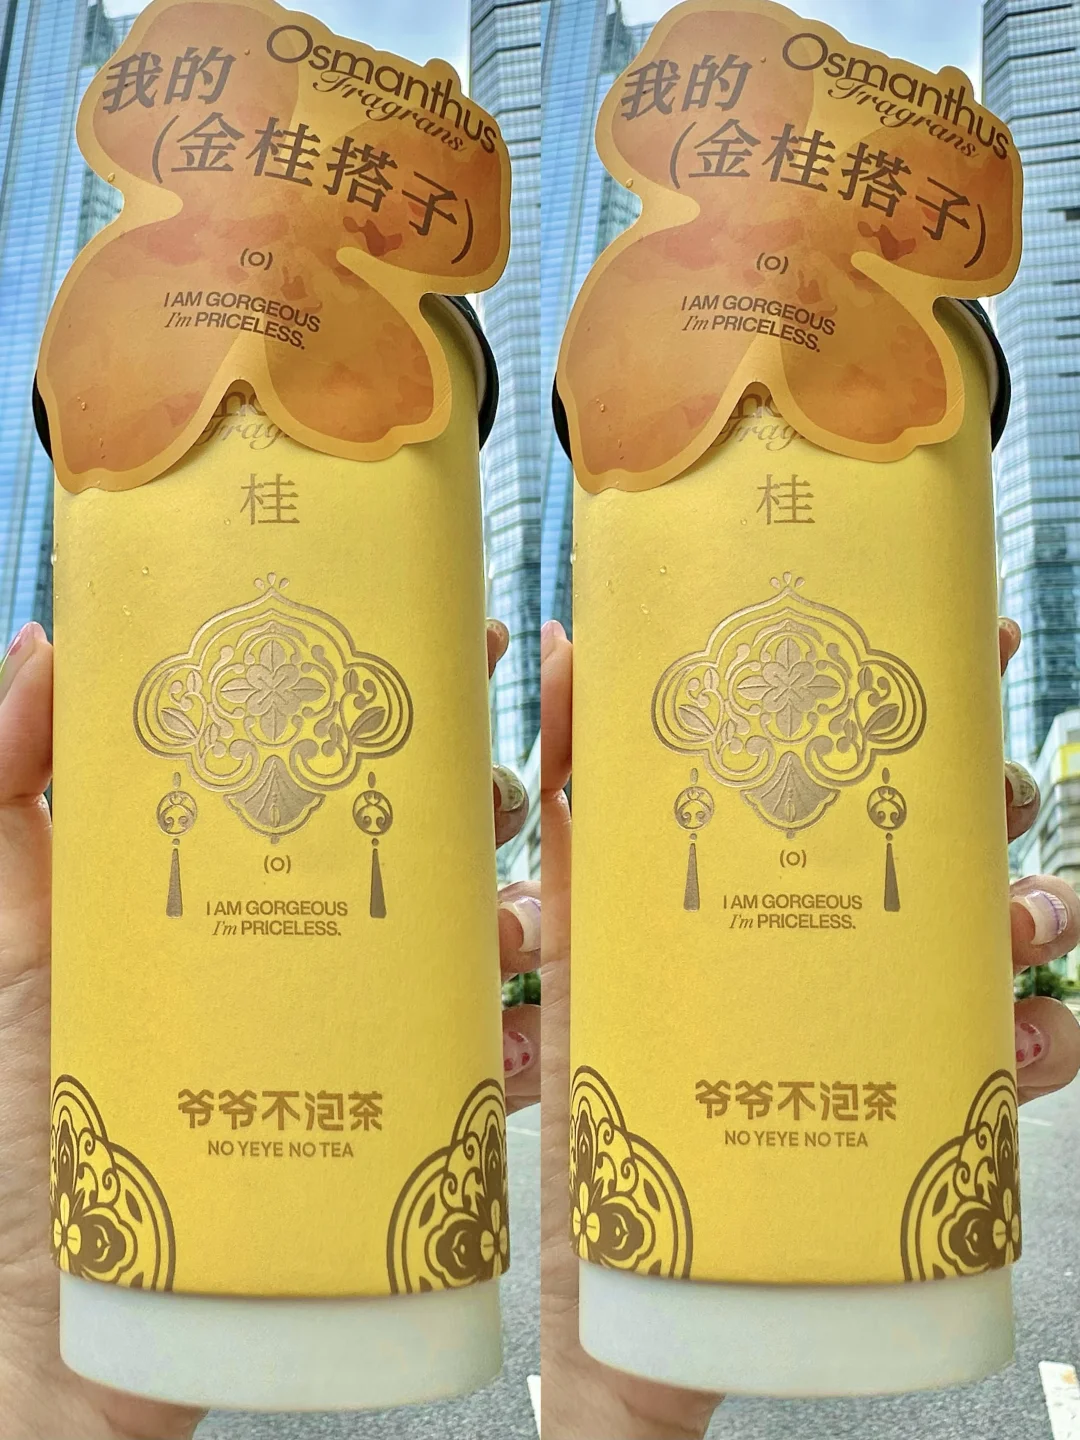 Osmanthus
Fragrans
我的
(金桂搭子)
(O)
I AM GORGEOUS
I'm PRICELESS.
桂
(O)
I AM GORGEOUS
I'm PRICELESS.
爷爷不泡茶
NO YEYE NO TEA
Osmanthus
Fragrans
我的
(金桂搭子)
(O)
I AM GORGEOUS
I'm PRICELESS.
桂
(O)
I AM GORGEOUS
I'm PRICELESS.
爷爷不泡茶
NO YEYE NO TEA